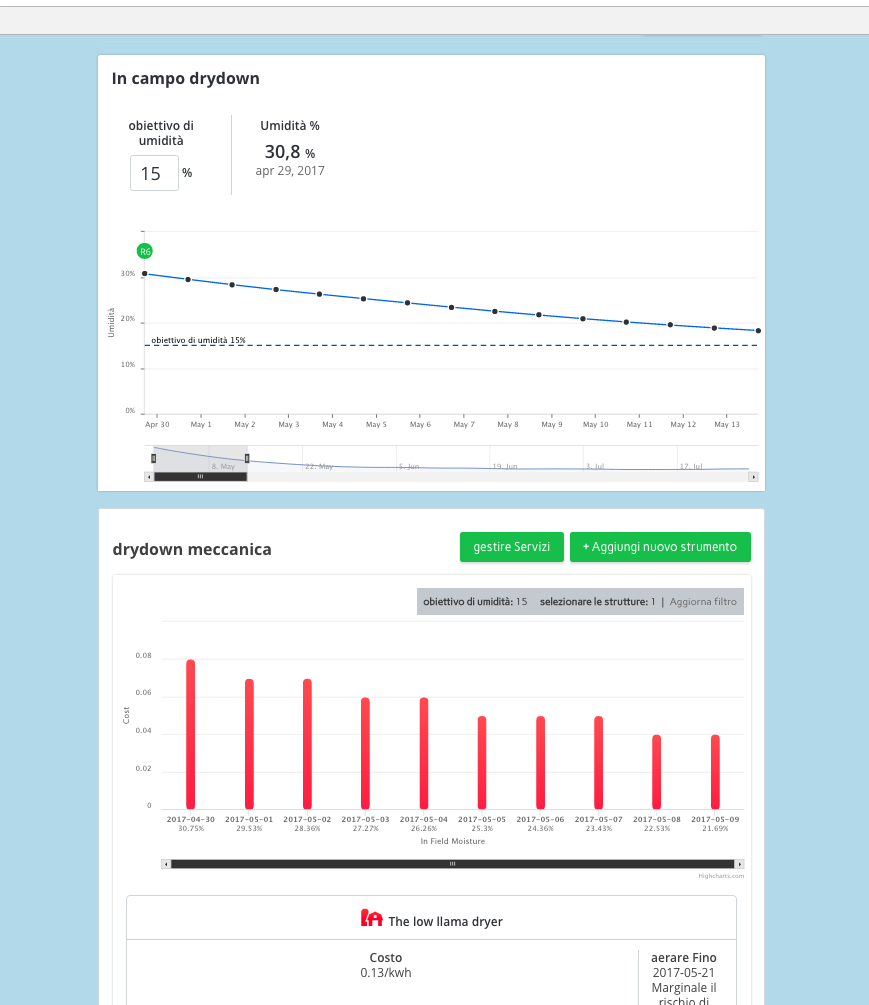 In campo drydown
obiettivo di
umidità
15 %
Umidità %
30,8 %
apr 29, 2017
R6
30%
20%
10%
0%
Umidità
obiettivo di umidità 15%
Apr 30 May 1 May 2 May 3 May 4 May 5 May 6 May 7 May 8 May 9 May 10 May 11 May 12 May 13
8. May 22. May 5. Jun 19. Jun 3. Jul 17. Jul
drydown meccanica
gestire Servizi
+ Aggiungi nuovo strumento
obiettivo di umidità: 15 selezionare le strutture: 1 | Aggiorna filtro
0.08
0.06
0.04
0.02
0
Cost
2017-04-30 2017-05-01 2017-05-02 2017-05-03 2017-05-04 2017-05-05 2017-05-06 2017-05-07 2017-05-08 2017-05-09
30.75% 29.53% 28.36% 27.27% 26.26% 25.3% 24.36% 23.43% 22.53% 21.69%
In Field Moisture
Highcharts.com
The low llama dryer
Costo
0.13/kwh
aerare Fino
2017-05-21
Marginale il
rischio di